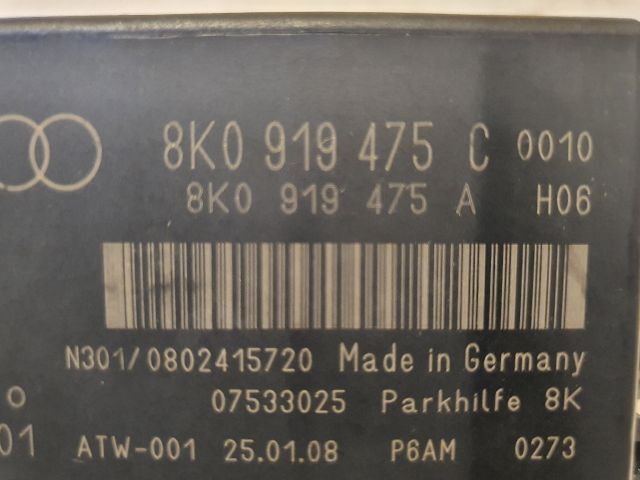 8K0 919 475 C 0010
8K0 919 475 A H06
N301/0802415720 Made in Germany
07533025 Parkhilfe 8K
01 ATW-001 25.01.08 P6AM 0273